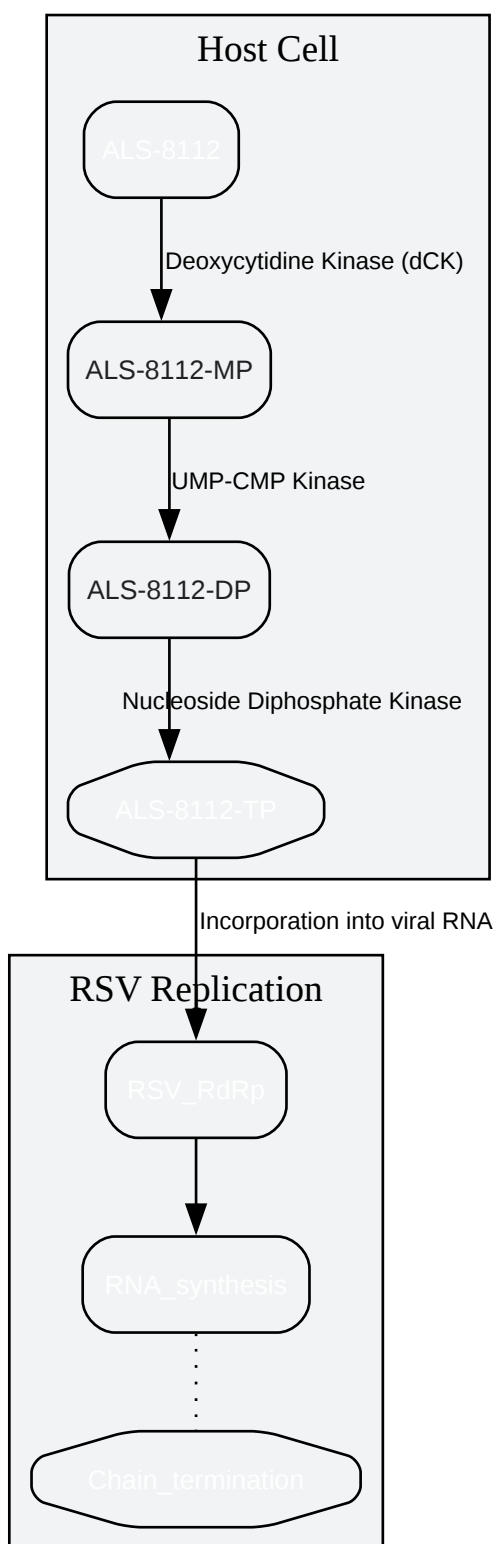 Host Cell
ALS-8112
Deoxycytidine Kinase (dCK)
ALS-8112-MP
UMP-CMP Kinase
ALS-8112-DP
Nucleoside Diphosphate Kinase
ALS-8112-TP
Incorporation into viral RNA
RSV Replication
RSV_RdRp
RNA_synthesis
Chain_termination